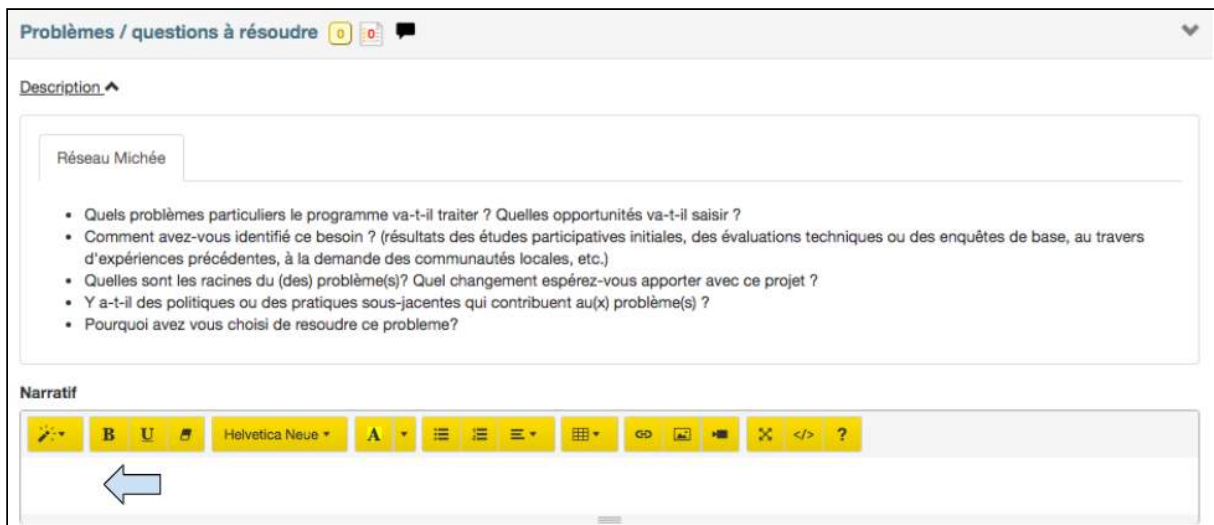 Problèmes / questions à résoudre 0 0
Description
Réseau Michée
• Quels problèmes particuliers le programme va-t-il traiter ? Quelles opportunités va-t-il saisir ?
• Comment avez-vous identifié ce besoin ? (résultats des études participatives initiales, des évaluations techniques ou des enquêtes de base, au travers
d'expériences précédentes, à la demande des communautés locales, etc.)
• Quelles sont les racines du (des) problème(s)? Quel changement espérez-vous apporter avec ce projet ?
• Y a-t-il des politiques ou des pratiques sous-jacentes qui contribuent au(x) problème(s) ?
• Pourquoi avez vous choisi de resoudre ce probleme?
Narratif
B U Helvetica Neue A </> ?